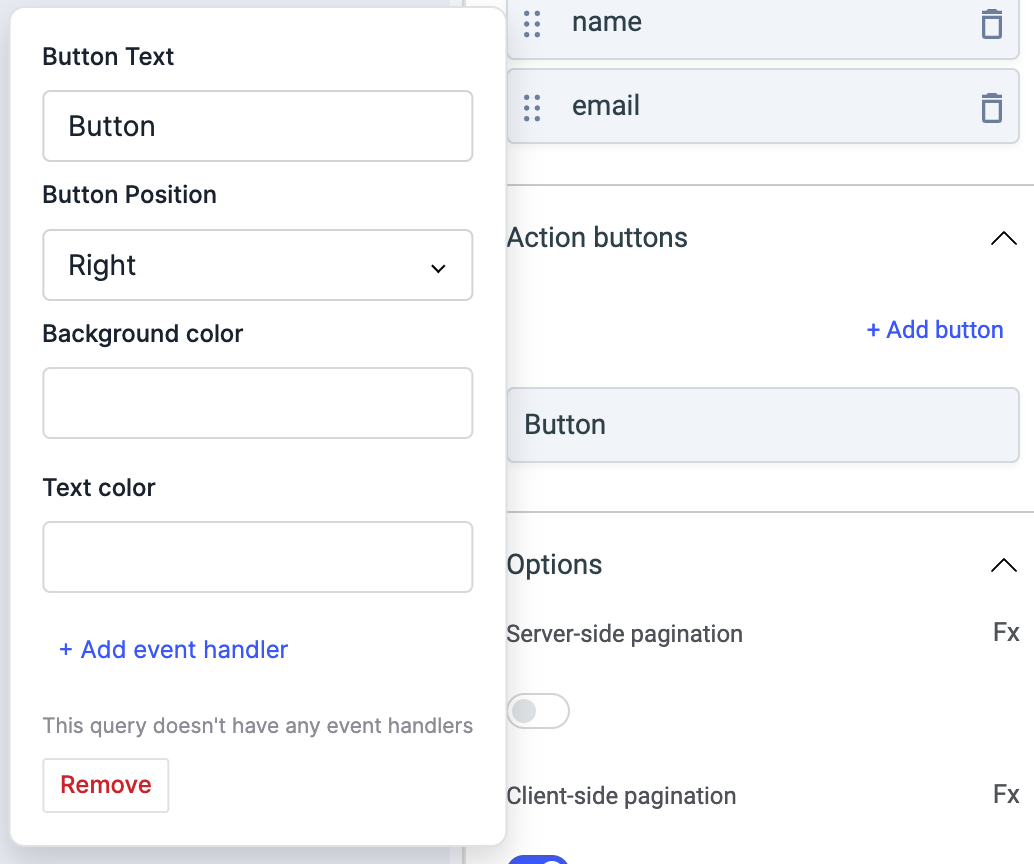 Button Text
Button
Button Position
Right
Background color
Text color
+ Add event handler
This query doesn't have any event handlers
Remove
name
email
Action buttons
+ Add button
Button
Options
Server-side pagination
Fx
Client-side pagination
Fx